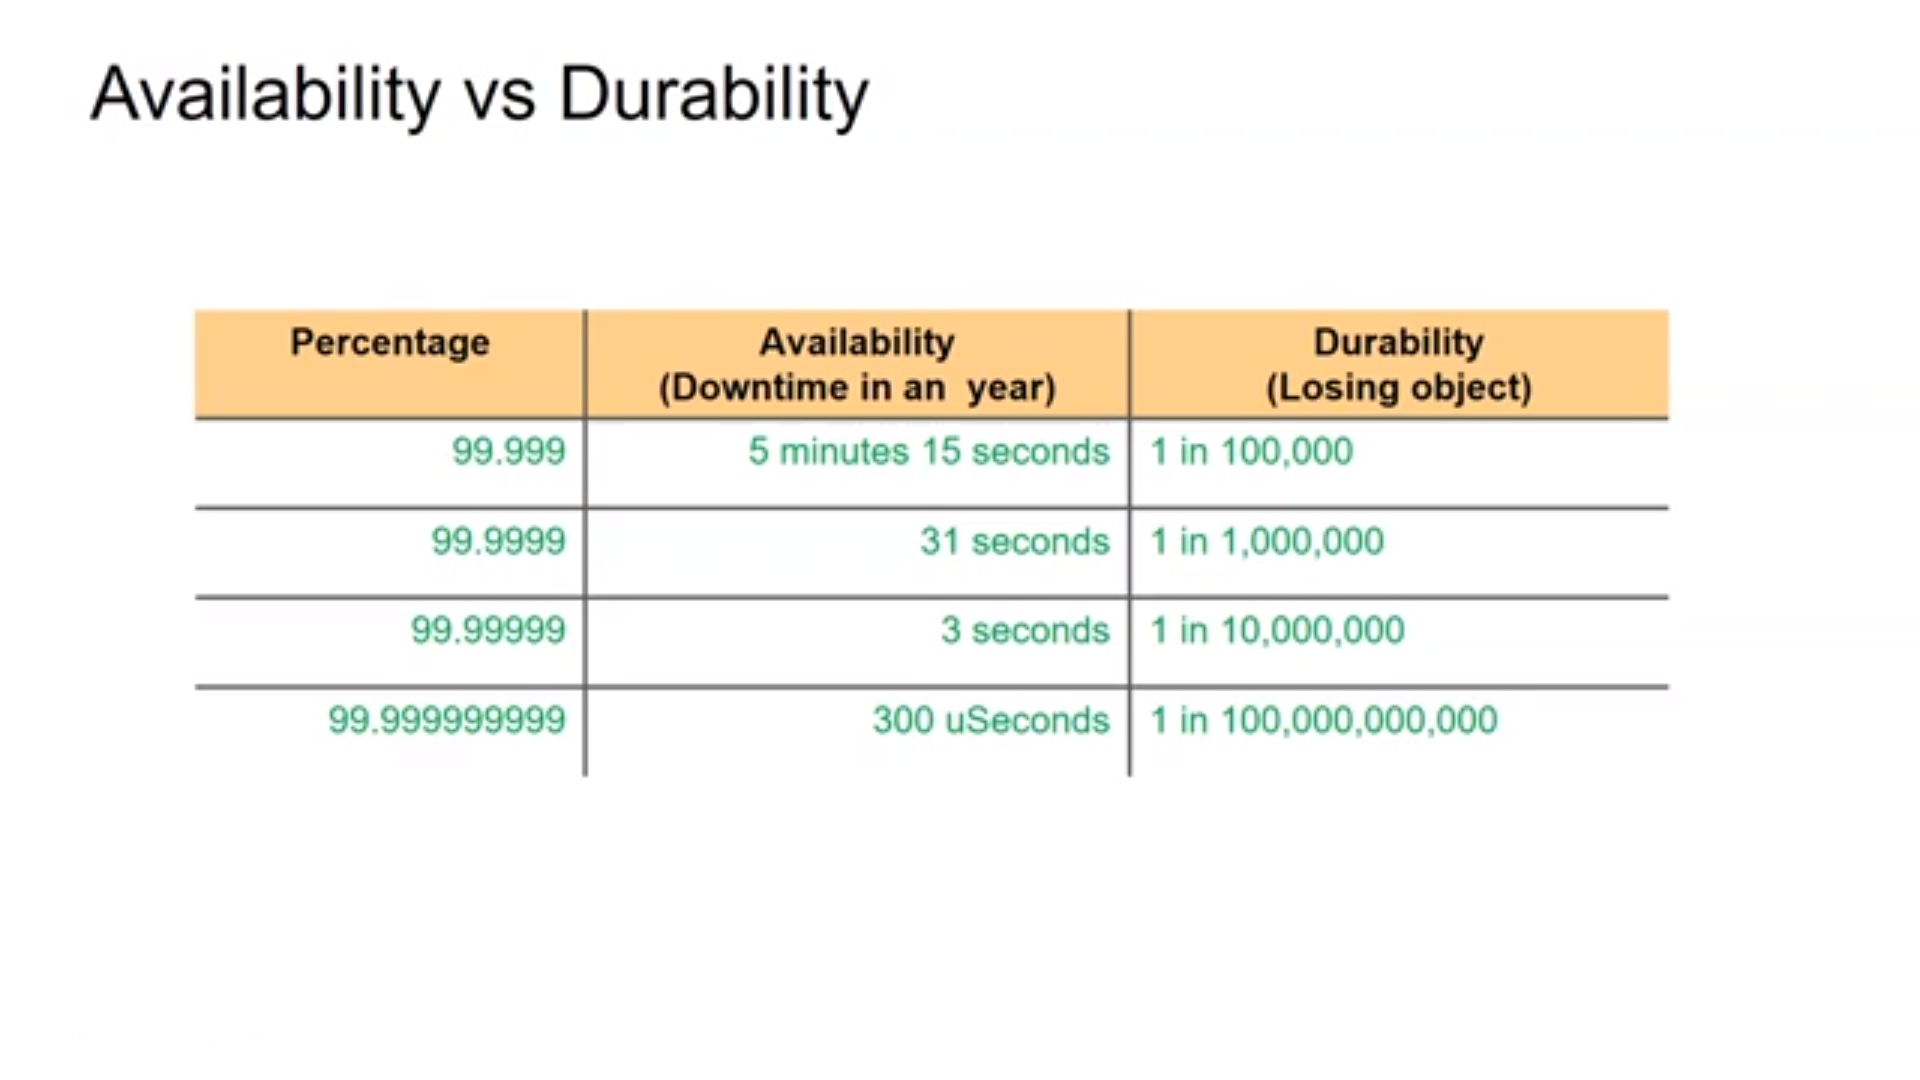 Availability vs Durability
Percentage
Availability
(Downtime in an year)
Durability
(Losing object)
99.999
5 minutes 15 seconds
1 in 100,000
99.9999
31 seconds
1 in 1,000,000
99.99999
3 seconds
1 in 10,000,000
99.999999999
300 uSeconds
1 in 100,000,000,000